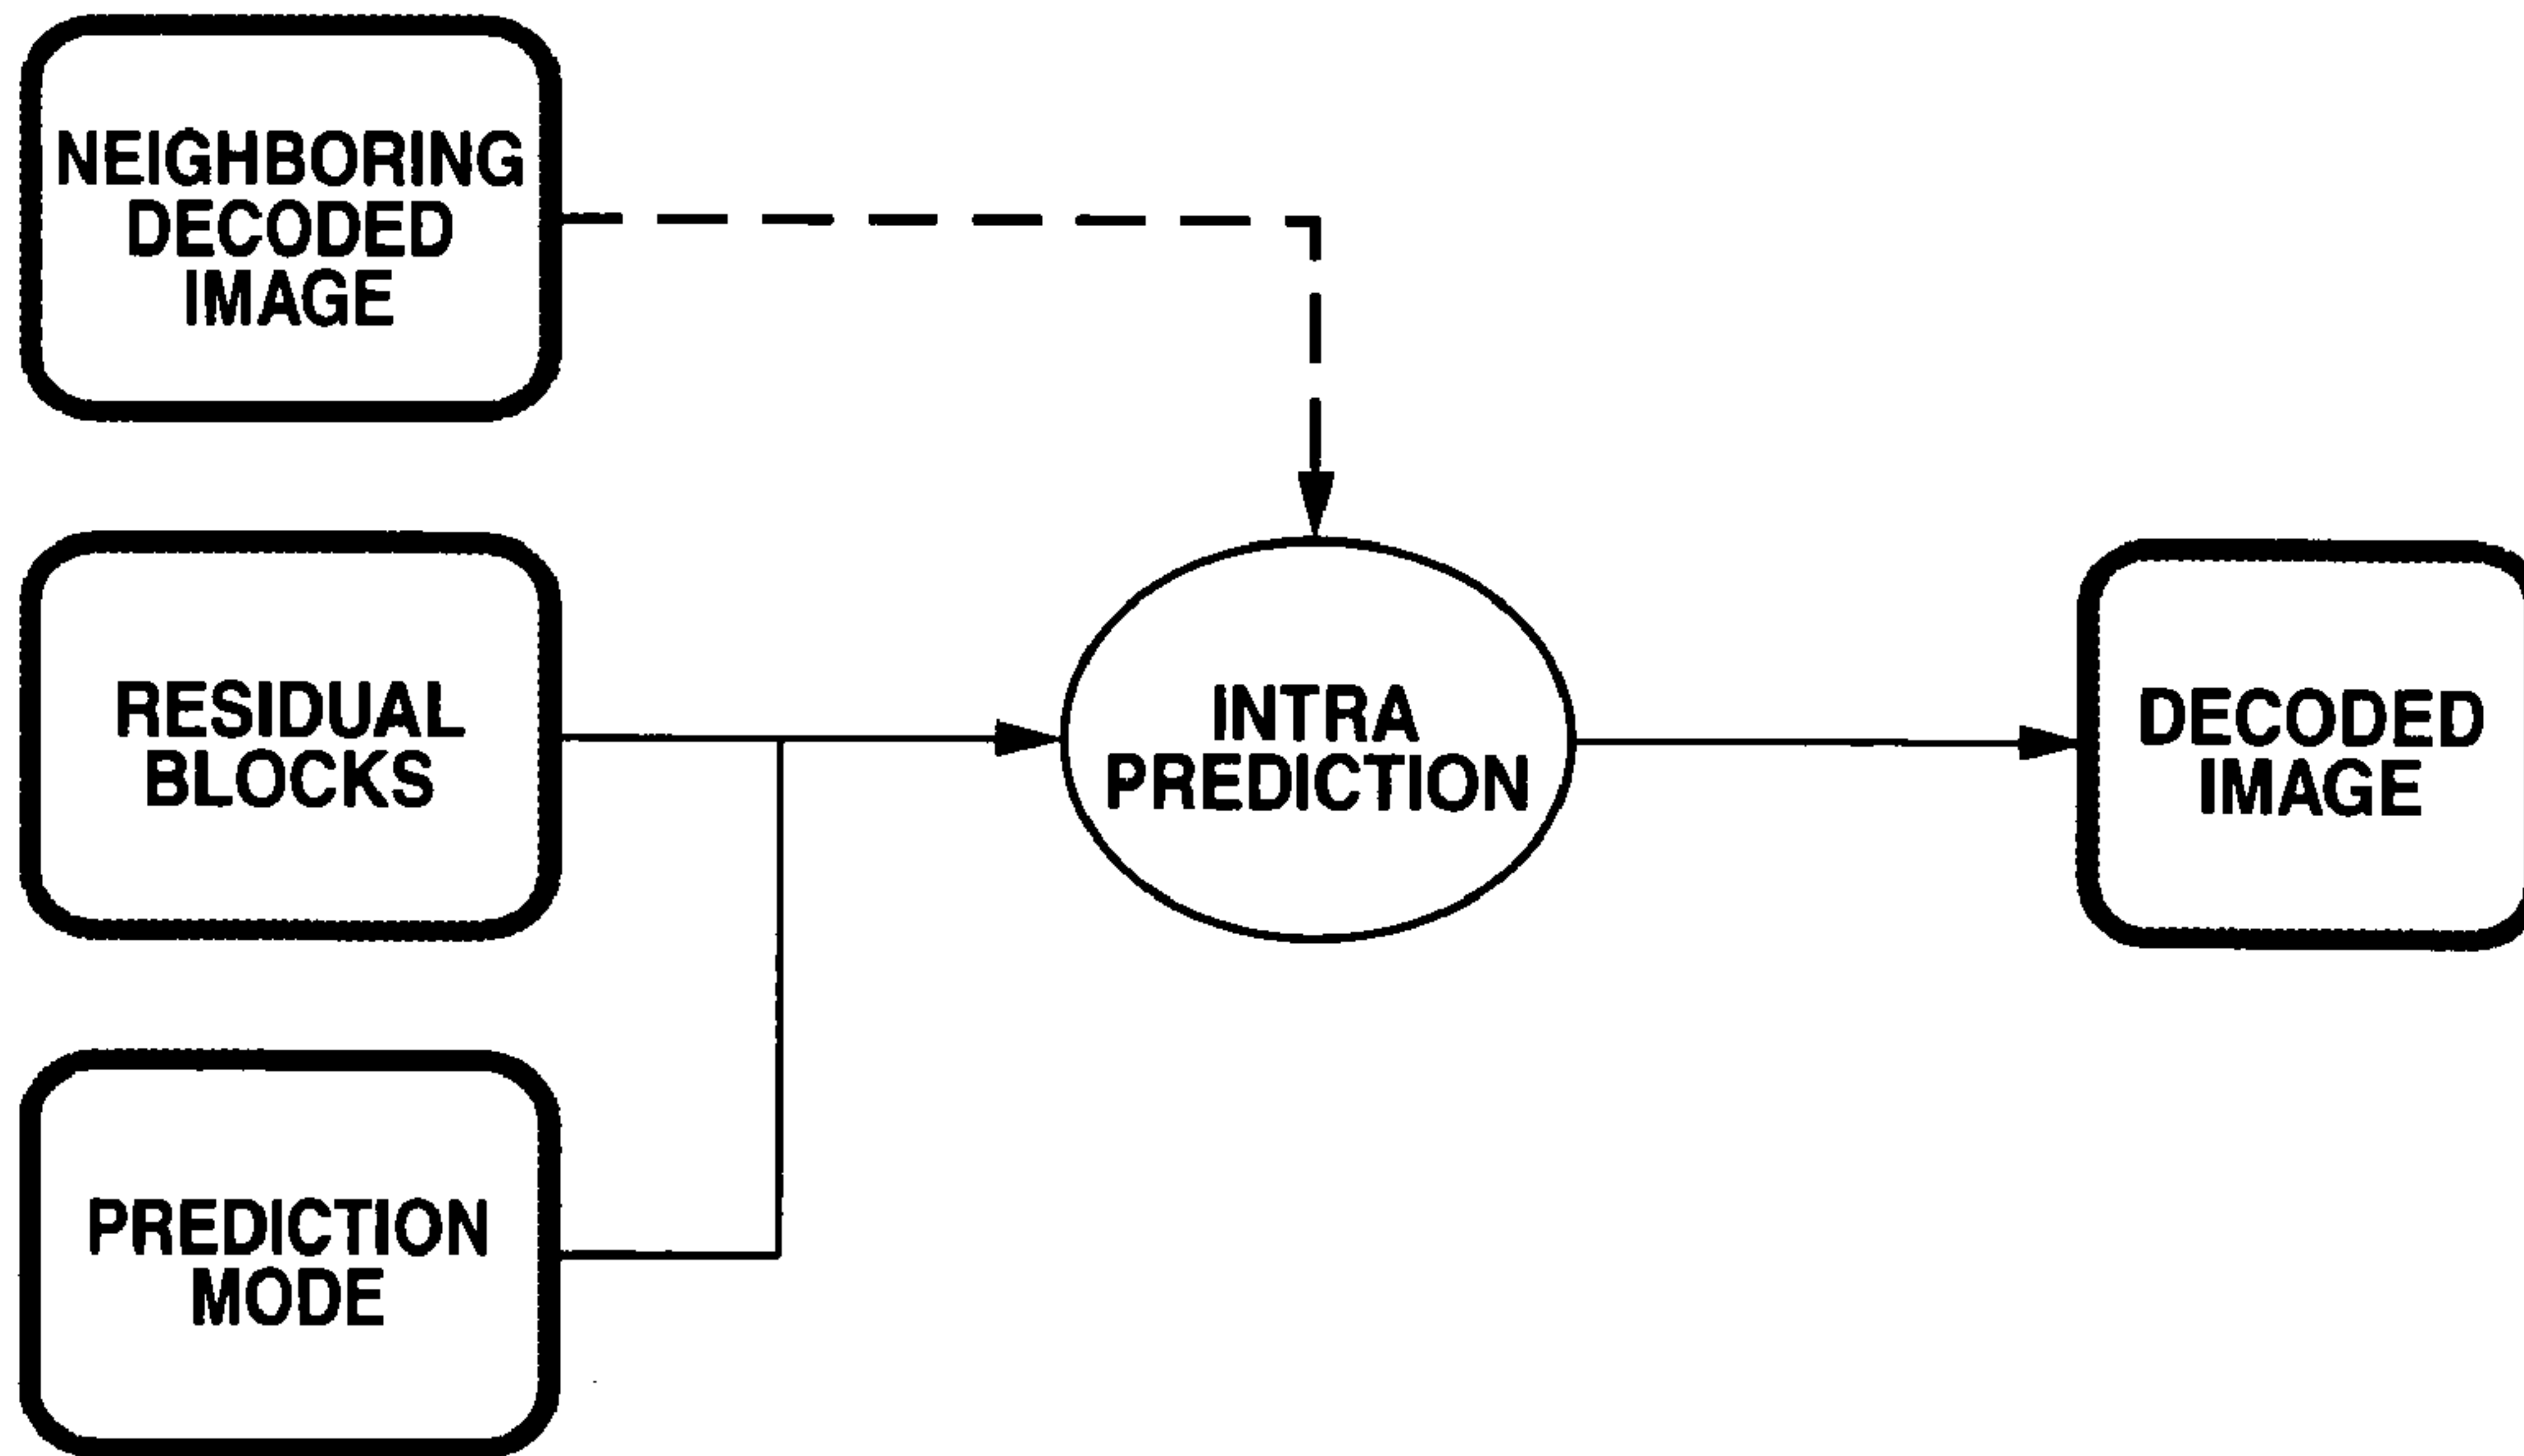 NEIGHBORING
DECODED
IMAGE
RESIDUAL
BLOCKS
INTRA
PREDICTION
DECODED
IMAGE
PREDICTION
MODE